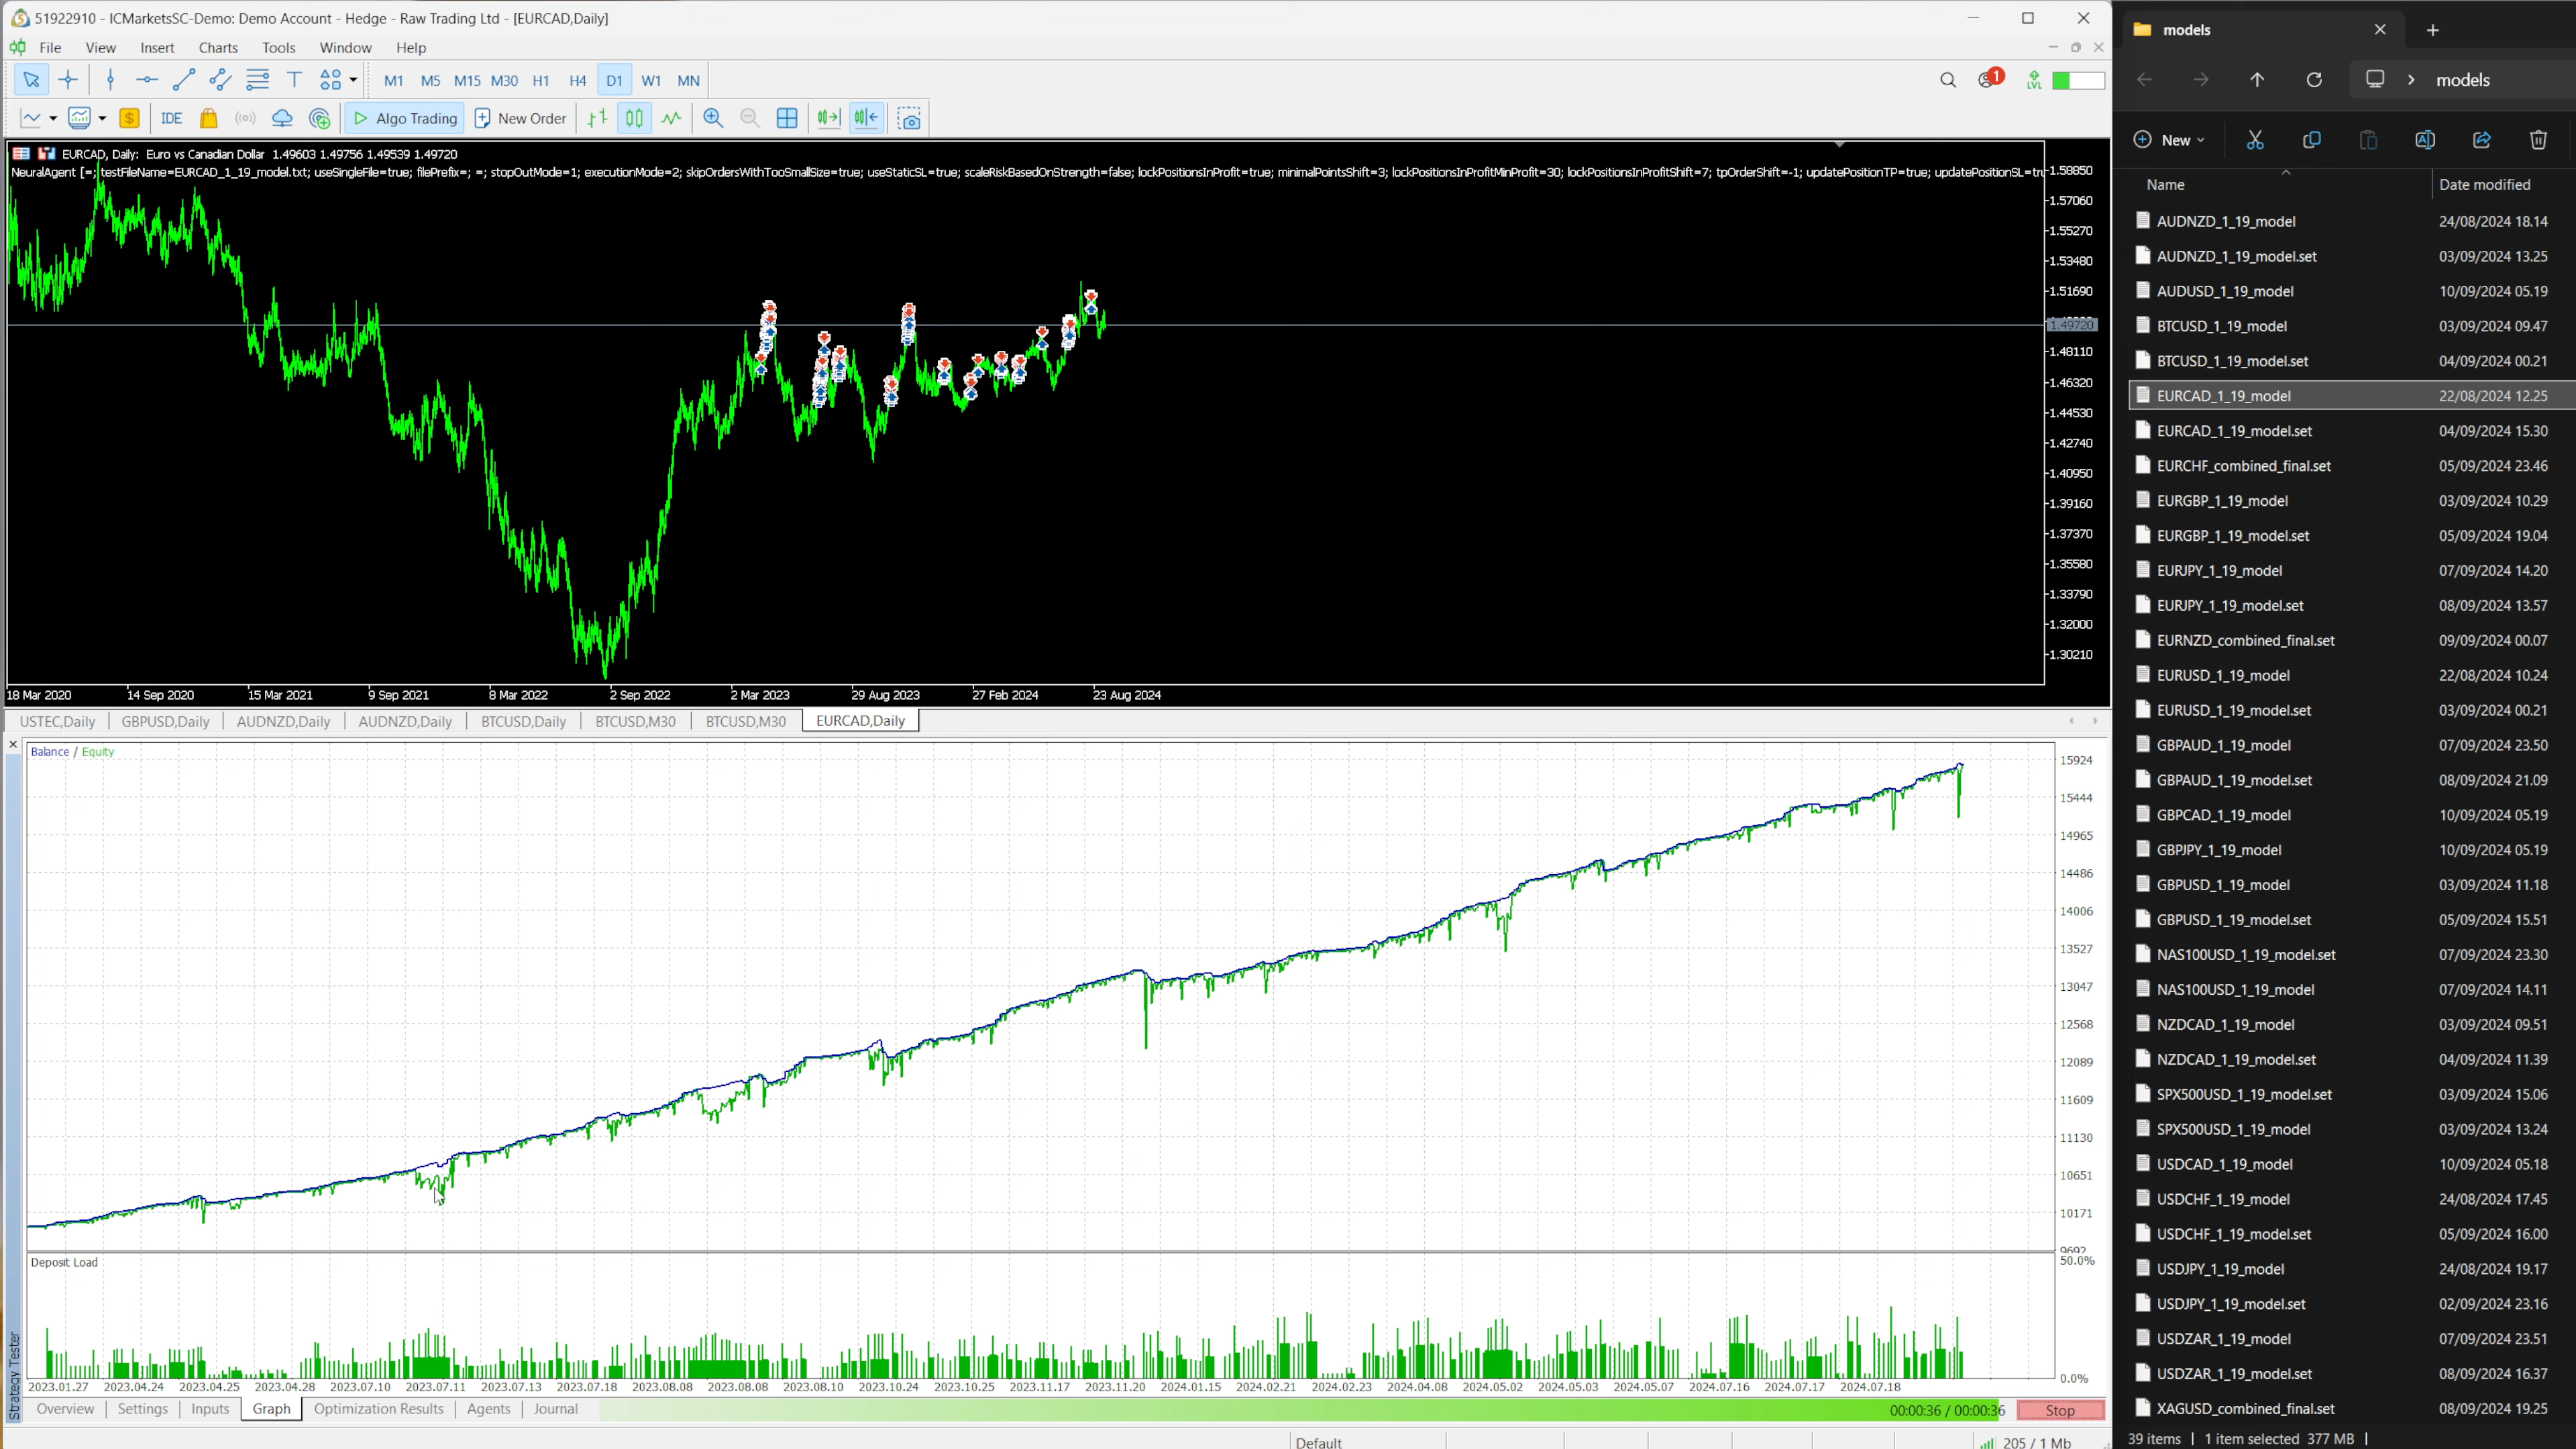 51922910 - ICMarketsSC-Demo: Demo Account - Hedge - Raw Trading Ltd - [EURCAD,Daily]
File View Insert Charts Tools Window Help
M1 M5 M15 M30 H1 H4 D1 W1 MN
1
LVL
IDE Algo Trading New Order
EURCAD, Daily: Euro vs Canadian Dollar 1.49603 1.49756 1.49539 1.49720
NeuralAgent [=; testFileName=EURCAD_1_19_model.txt; useSingleFile=true; filePrefix=; =; stopOutMode=1; executionMode=2; skipOrdersWithTooSmallSize=true; useStaticSL=true; scaleRiskBasedOnStrength=false; lockPositionsInProfit=true; minimalPointsShift=3; lockPositionsInProfitMinProfit=30; lockPositionsInProfitShift=7; tpOrderShift=-1; updatePositionTP=true; updatePositionSL=tru
1.58850
1.57060
1.55270
1.53480
1.51690
1.49720
1.48110
1.46320
1.44530
1.42740
1.40950
1.39160
1.37370
1.35580
1.33790
1.32000
1.30210
18 Mar 2020 14 Sep 2020 15 Mar 2021 9 Sep 2021 8 Mar 2022 2 Sep 2022 2 Mar 2023 29 Aug 2023 27 Feb 2024 23 Aug 2024
USTEC,Daily GBPUSD,Daily AUDNZD,Daily AUDNZD,Daily BTCUSD,Daily BTCUSD,M30 BTCUSD,M30 EURCAD,Daily
Balance / Equity
15924
15444
14965
14486
14006
13527
13047
12568
12089
11609
11130
10651
10171
9692
Deposit Load
50.0%
0.0%
2023.01.27 2023.04.24 2023.04.25 2023.04.28 2023.07.10 2023.07.11 2023.07.13 2023.07.18 2023.08.08 2023.08.08 2023.08.10 2023.10.24 2023.10.25 2023.11.17 2023.11.20 2024.01.15 2024.02.21 2024.02.23 2024.04.08 2024.05.02 2024.05.03 2024.05.07 2024.07.16 2024.07.17 2024.07.18
Strategy Tester
Overview Settings Inputs Graph Optimization Results Agents Journal
00:00:36 / 00:00:36 Stop
Default 205 / 1 Mb
models
models
New
Name Date modified
AUDNZD_1_19_model 24/08/2024 18.14
AUDNZD_1_19_model.set 03/09/2024 13.25
AUDUSD_1_19_model 10/09/2024 05.19
BTCUSD_1_19_model 03/09/2024 09.47
BTCUSD_1_19_model.set 04/09/2024 00.21
EURCAD_1_19_model 22/08/2024 12.25
EURCAD_1_19_model.set 04/09/2024 15.30
EURCHF_combined_final.set 05/09/2024 23.46
EURGBP_1_19_model 03/09/2024 10.29
EURGBP_1_19_model.set 05/09/2024 19.04
EURJPY_1_19_model 07/09/2024 14.20
EURJPY_1_19_model.set 08/09/2024 13.57
EURNZD_combined_final.set 09/09/2024 00.07
EURUSD_1_19_model 22/08/2024 10.24
EURUSD_1_19_model.set 03/09/2024 00.21
GBPAUD_1_19_model 07/09/2024 23.50
GBPAUD_1_19_model.set 08/09/2024 21.09
GBPCAD_1_19_model 10/09/2024 05.19
GBPJPY_1_19_model 10/09/2024 05.19
GBPUSD_1_19_model 03/09/2024 11.18
GBPUSD_1_19_model.set 05/09/2024 15.51
NAS100USD_1_19_model.set 07/09/2024 23.30
NAS100USD_1_19_model 07/09/2024 14.11
NZDCAD_1_19_model 03/09/2024 09.51
NZDCAD_1_19_model.set 04/09/2024 11.39
SPX500USD_1_19_model.set 03/09/2024 15.06
SPX500USD_1_19_model 03/09/2024 13.24
USDCAD_1_19_model 10/09/2024 05.18
USDCHF_1_19_model 24/08/2024 17.45
USDCHF_1_19_model.set 05/09/2024 16.00
USDJPY_1_19_model 24/08/2024 19.17
USDJPY_1_19_model.set 02/09/2024 23.16
USDZAR_1_19_model 07/09/2024 23.51
USDZAR_1_19_model.set 08/09/2024 16.37
XAGUSD_combined_final.set 08/09/2024 19.25
39 items 1 item selected 377 MB